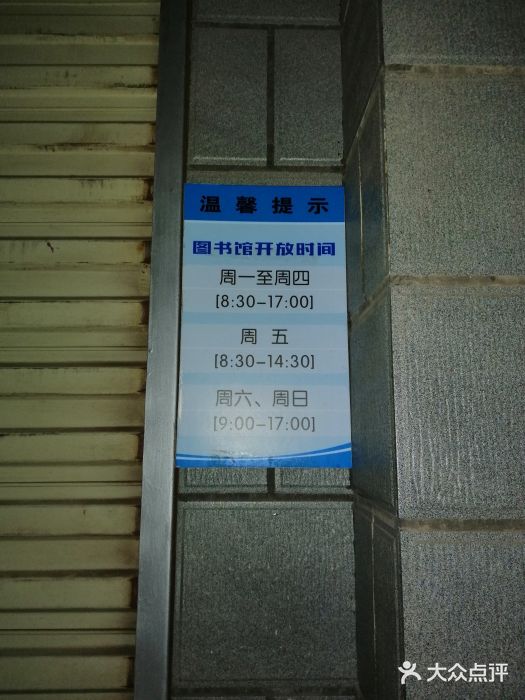 温馨提示
图书馆开放时间
周一至周四
[8:30-17:00]
周五
[8:30-14:30]
周六、周日
[9:00-17:00]
大众点评